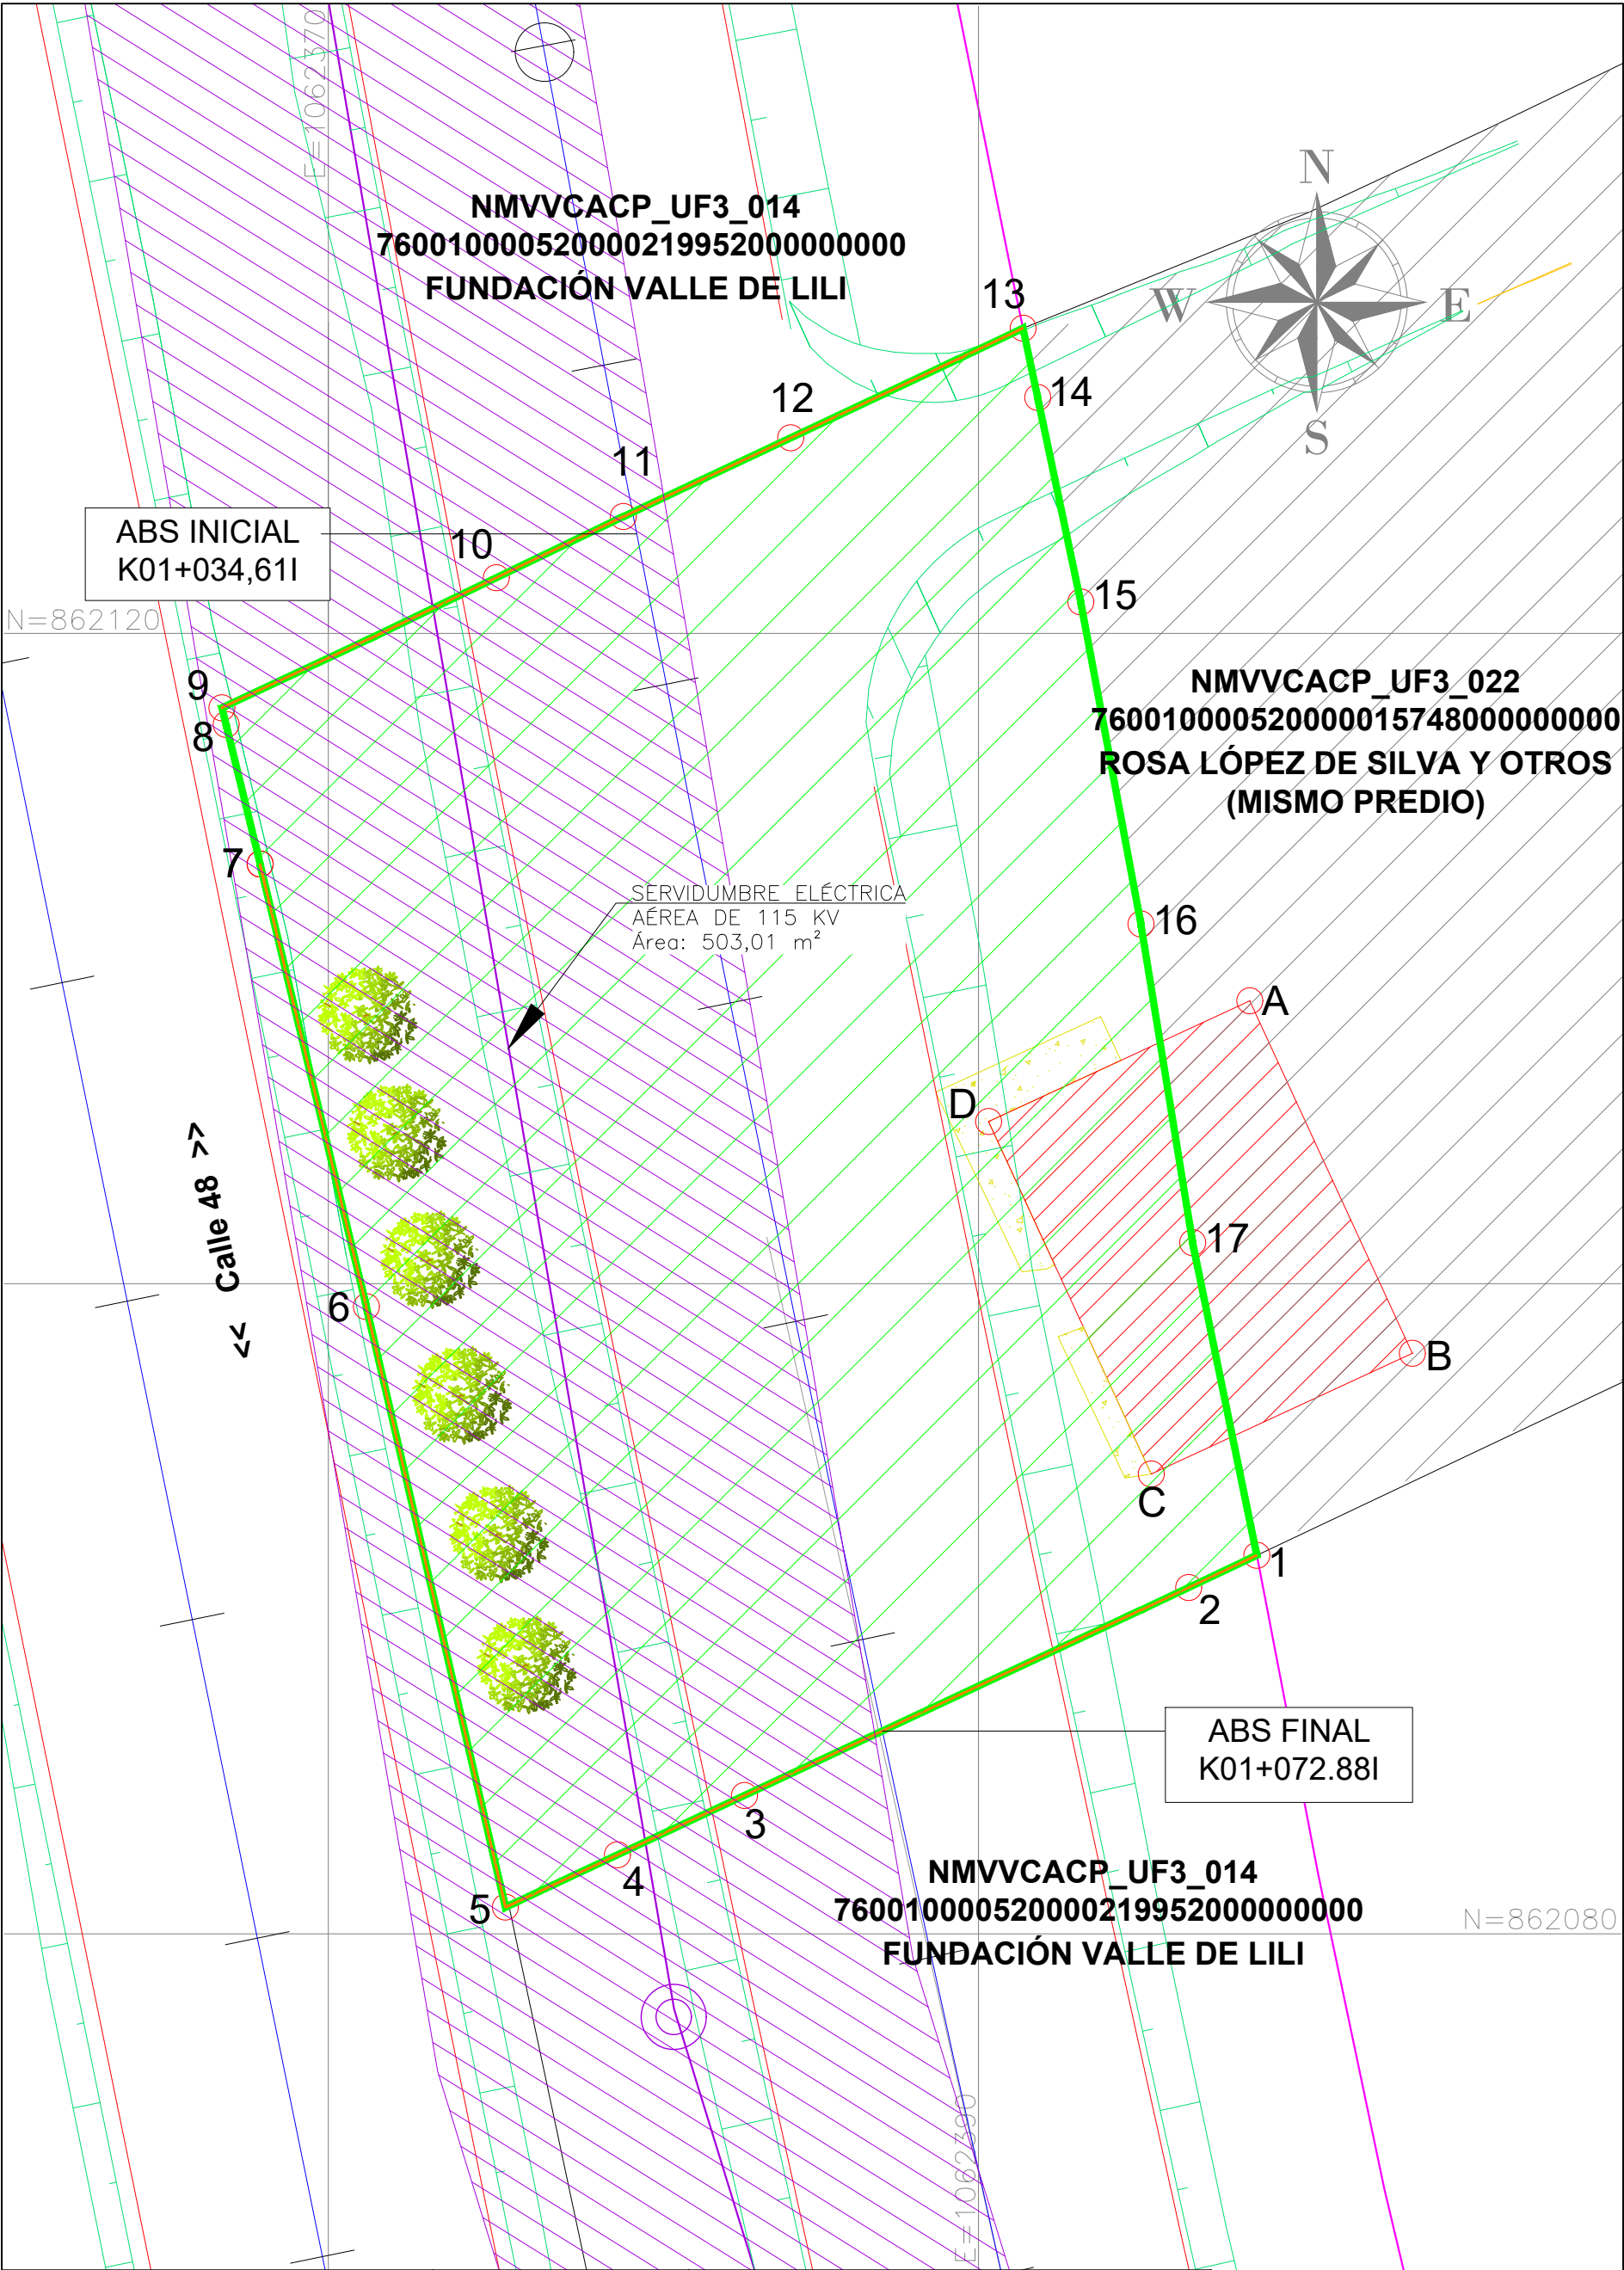 E=1062370
NMVVCACP_UF3_014
760010000520000219952000000000
FUNDACIÓN VALLE DE LILI
N
W
E
S
13
14
12
11
10
ABS INICIAL
K01+034,61I
15
N=862120
9
8
NMVVCACP_UF3_022
760010000520000015748000000000
ROSA LÓPEZ DE SILVA Y OTROS
(MISMO PREDIO)
7
SERVIDUMBRE ELÉCTRICA
AÉREA DE 115 KV
Área: 503,01 m²
16
A
D
<< Calle 48 >>
17
6
B
C
1
2
ABS FINAL
K01+072.88I
3
4
5
NMVVCACP_UF3_014
760010000520000219952000000000
FUNDACIÓN VALLE DE LILI
N=862080
E=1062390